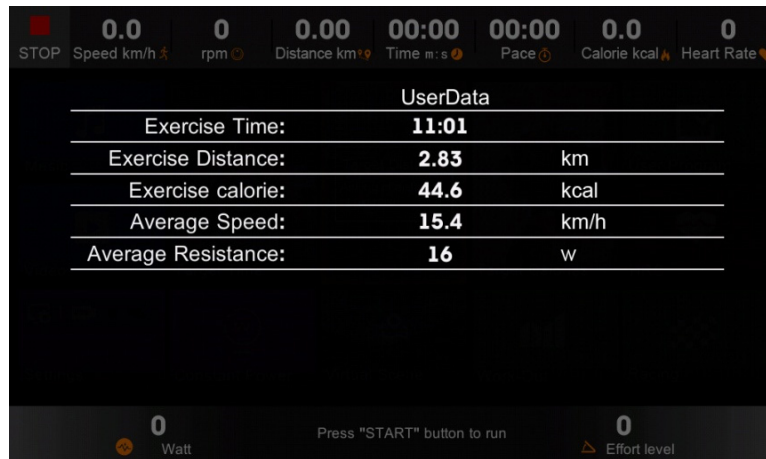 0.0 0 0.00 00:00 00:00 0.0 0
STOP Speed km/h rpm Distance km Time m:s Pace Calorie kcal Heart Rate
UserData
Exercise Time: 11:01
Exercise Distance: 2.83 km
Exercise calorie: 44.6 kcal
Average Speed: 15.4 km/h
Average Resistance: 16 w
0 0
Watt Press "START" button to run Effort level